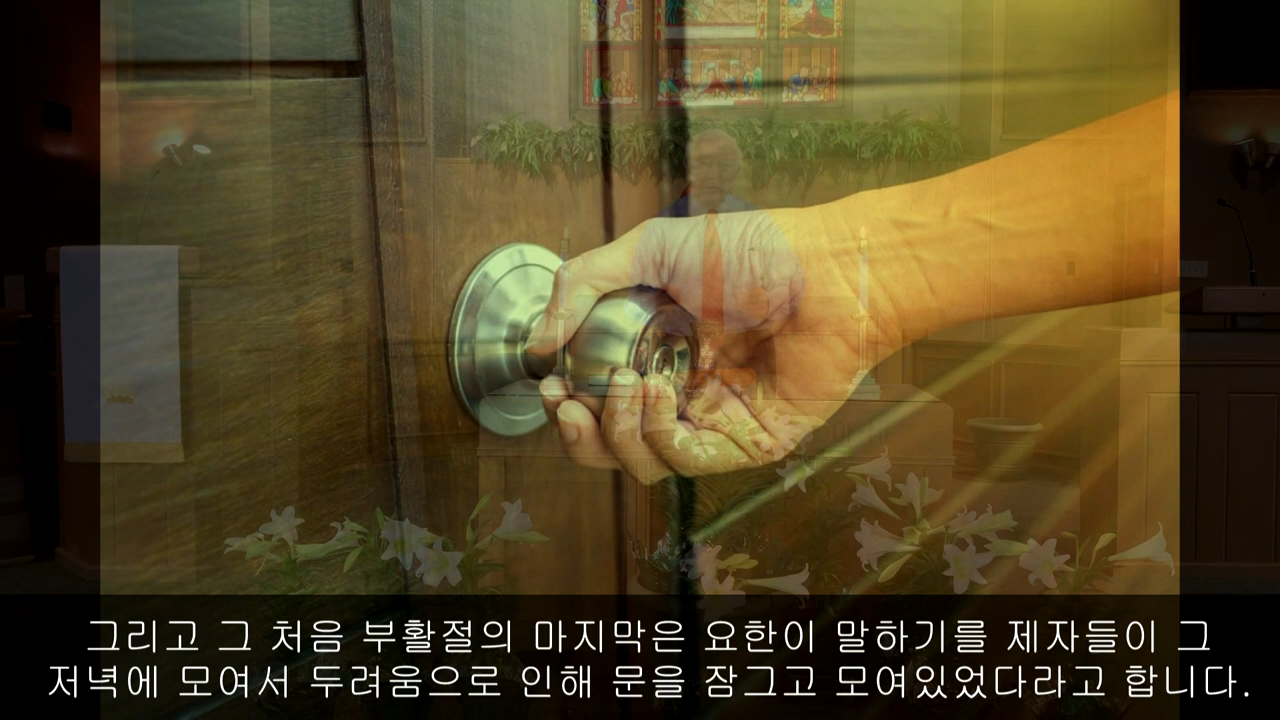 그리고 그 처음 부활절의 마지막은 요한이 말하기를 제자들이 그
저녁에 모여서 두려움으로 인해 문을 잠그고 모여있었다라고 합니다.